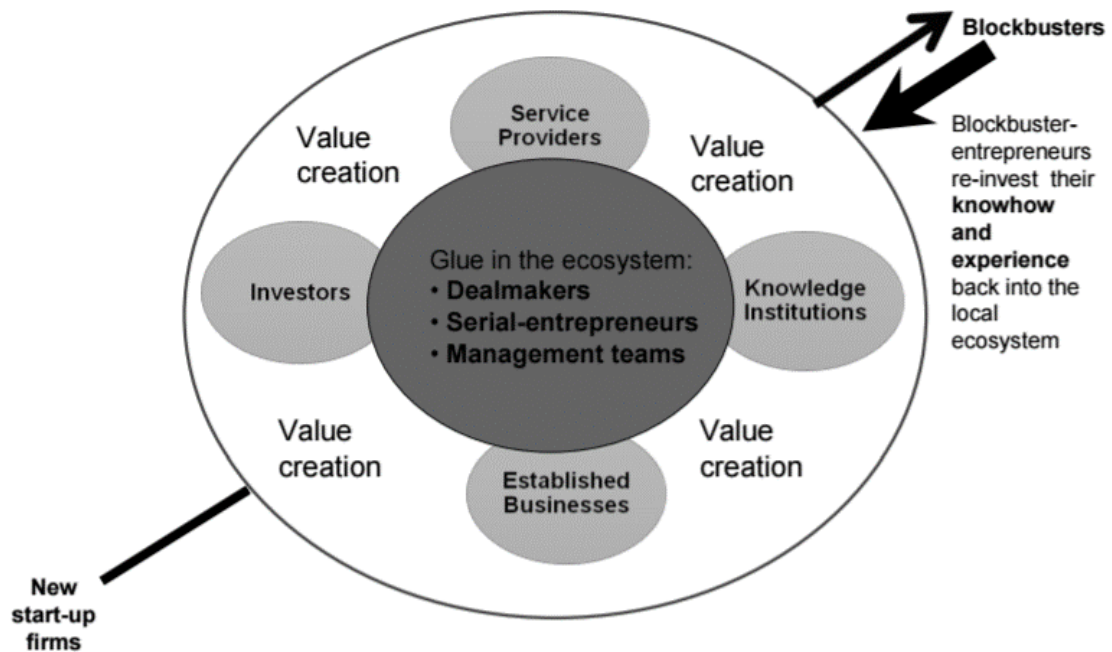 Blockbusters
Service
Providers
Value
creation
Value
creation
Blockbuster-
entrepreneurs
re-invest their
knowhow
and
experience
back into the
local
ecosystem
Investors
Glue in the ecosystem:
• Dealmakers
• Serial-entrepreneurs
• Management teams
Knowledge
Institutions
Value
creation
Value
creation
Established
Businesses
New
start-up
firms